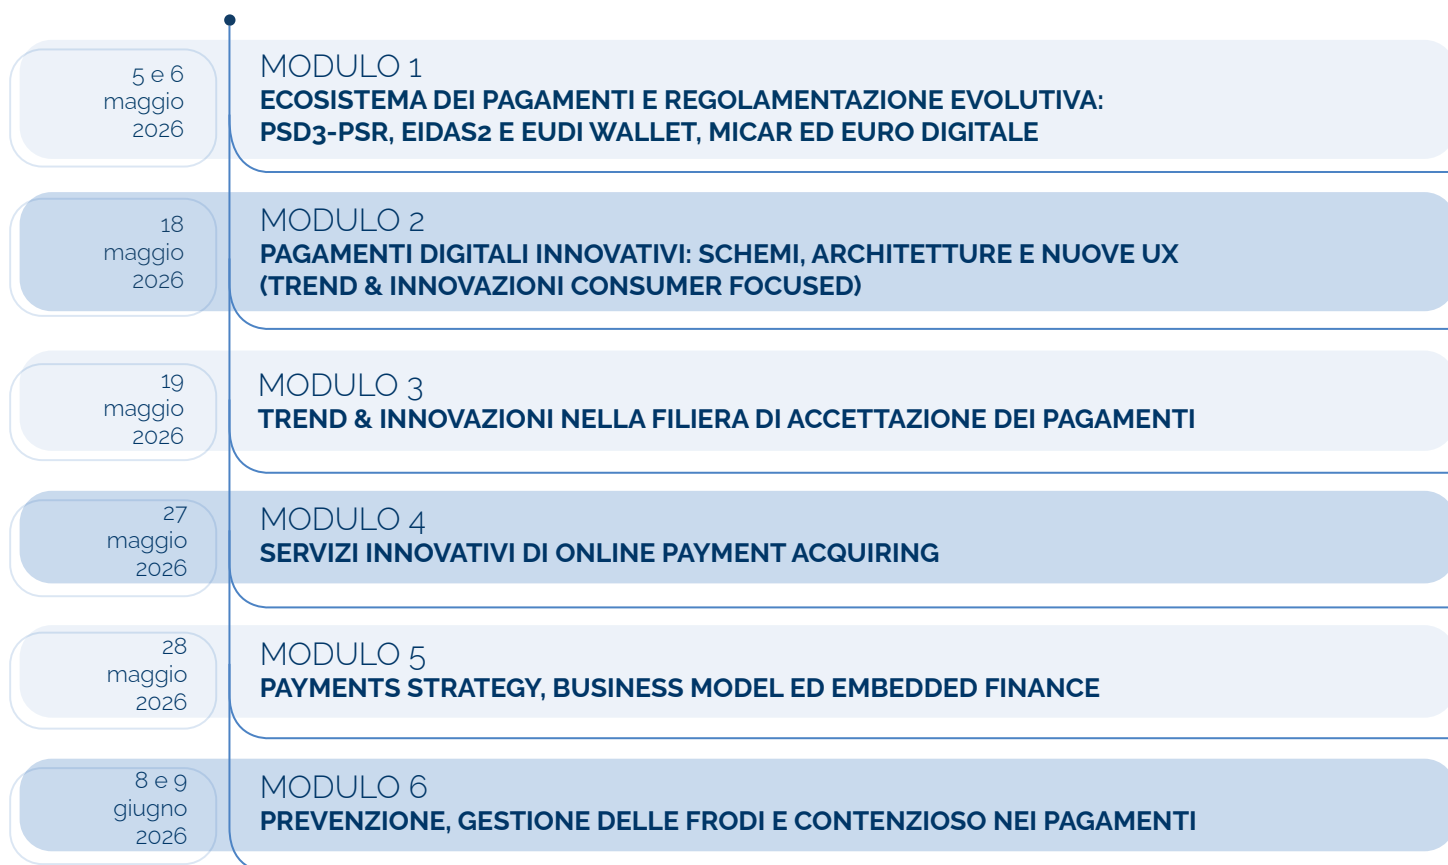 5 e 6
maggio
2026
MODULO 1
ECOSISTEMA DEI PAGAMENTI E REGOLAMENTAZIONE EVOLUTIVA:
PSD3-PSR, EIDAS2 E EUDI WALLET, MICAR ED EURO DIGITALE
18
maggio
2026
MODULO 2
PAGAMENTI DIGITALI INNOVATIVI: SCHEMI, ARCHITETTURE E NUOVE UX
(TREND & INNOVAZIONI CONSUMER FOCUSED)
19
maggio
2026
MODULO 3
TREND & INNOVAZIONI NELLA FILIERA DI ACCETTAZIONE DEI PAGAMENTI
27
maggio
2026
MODULO 4
SERVIZI INNOVATIVI DI ONLINE PAYMENT ACQUIRING
28
maggio
2026
MODULO 5
PAYMENTS STRATEGY, BUSINESS MODEL ED EMBEDDED FINANCE
8 e 9
giugno
2026
MODULO 6
PREVENZIONE, GESTIONE DELLE FRODI E CONTENZIOSO NEI PAGAMENTI